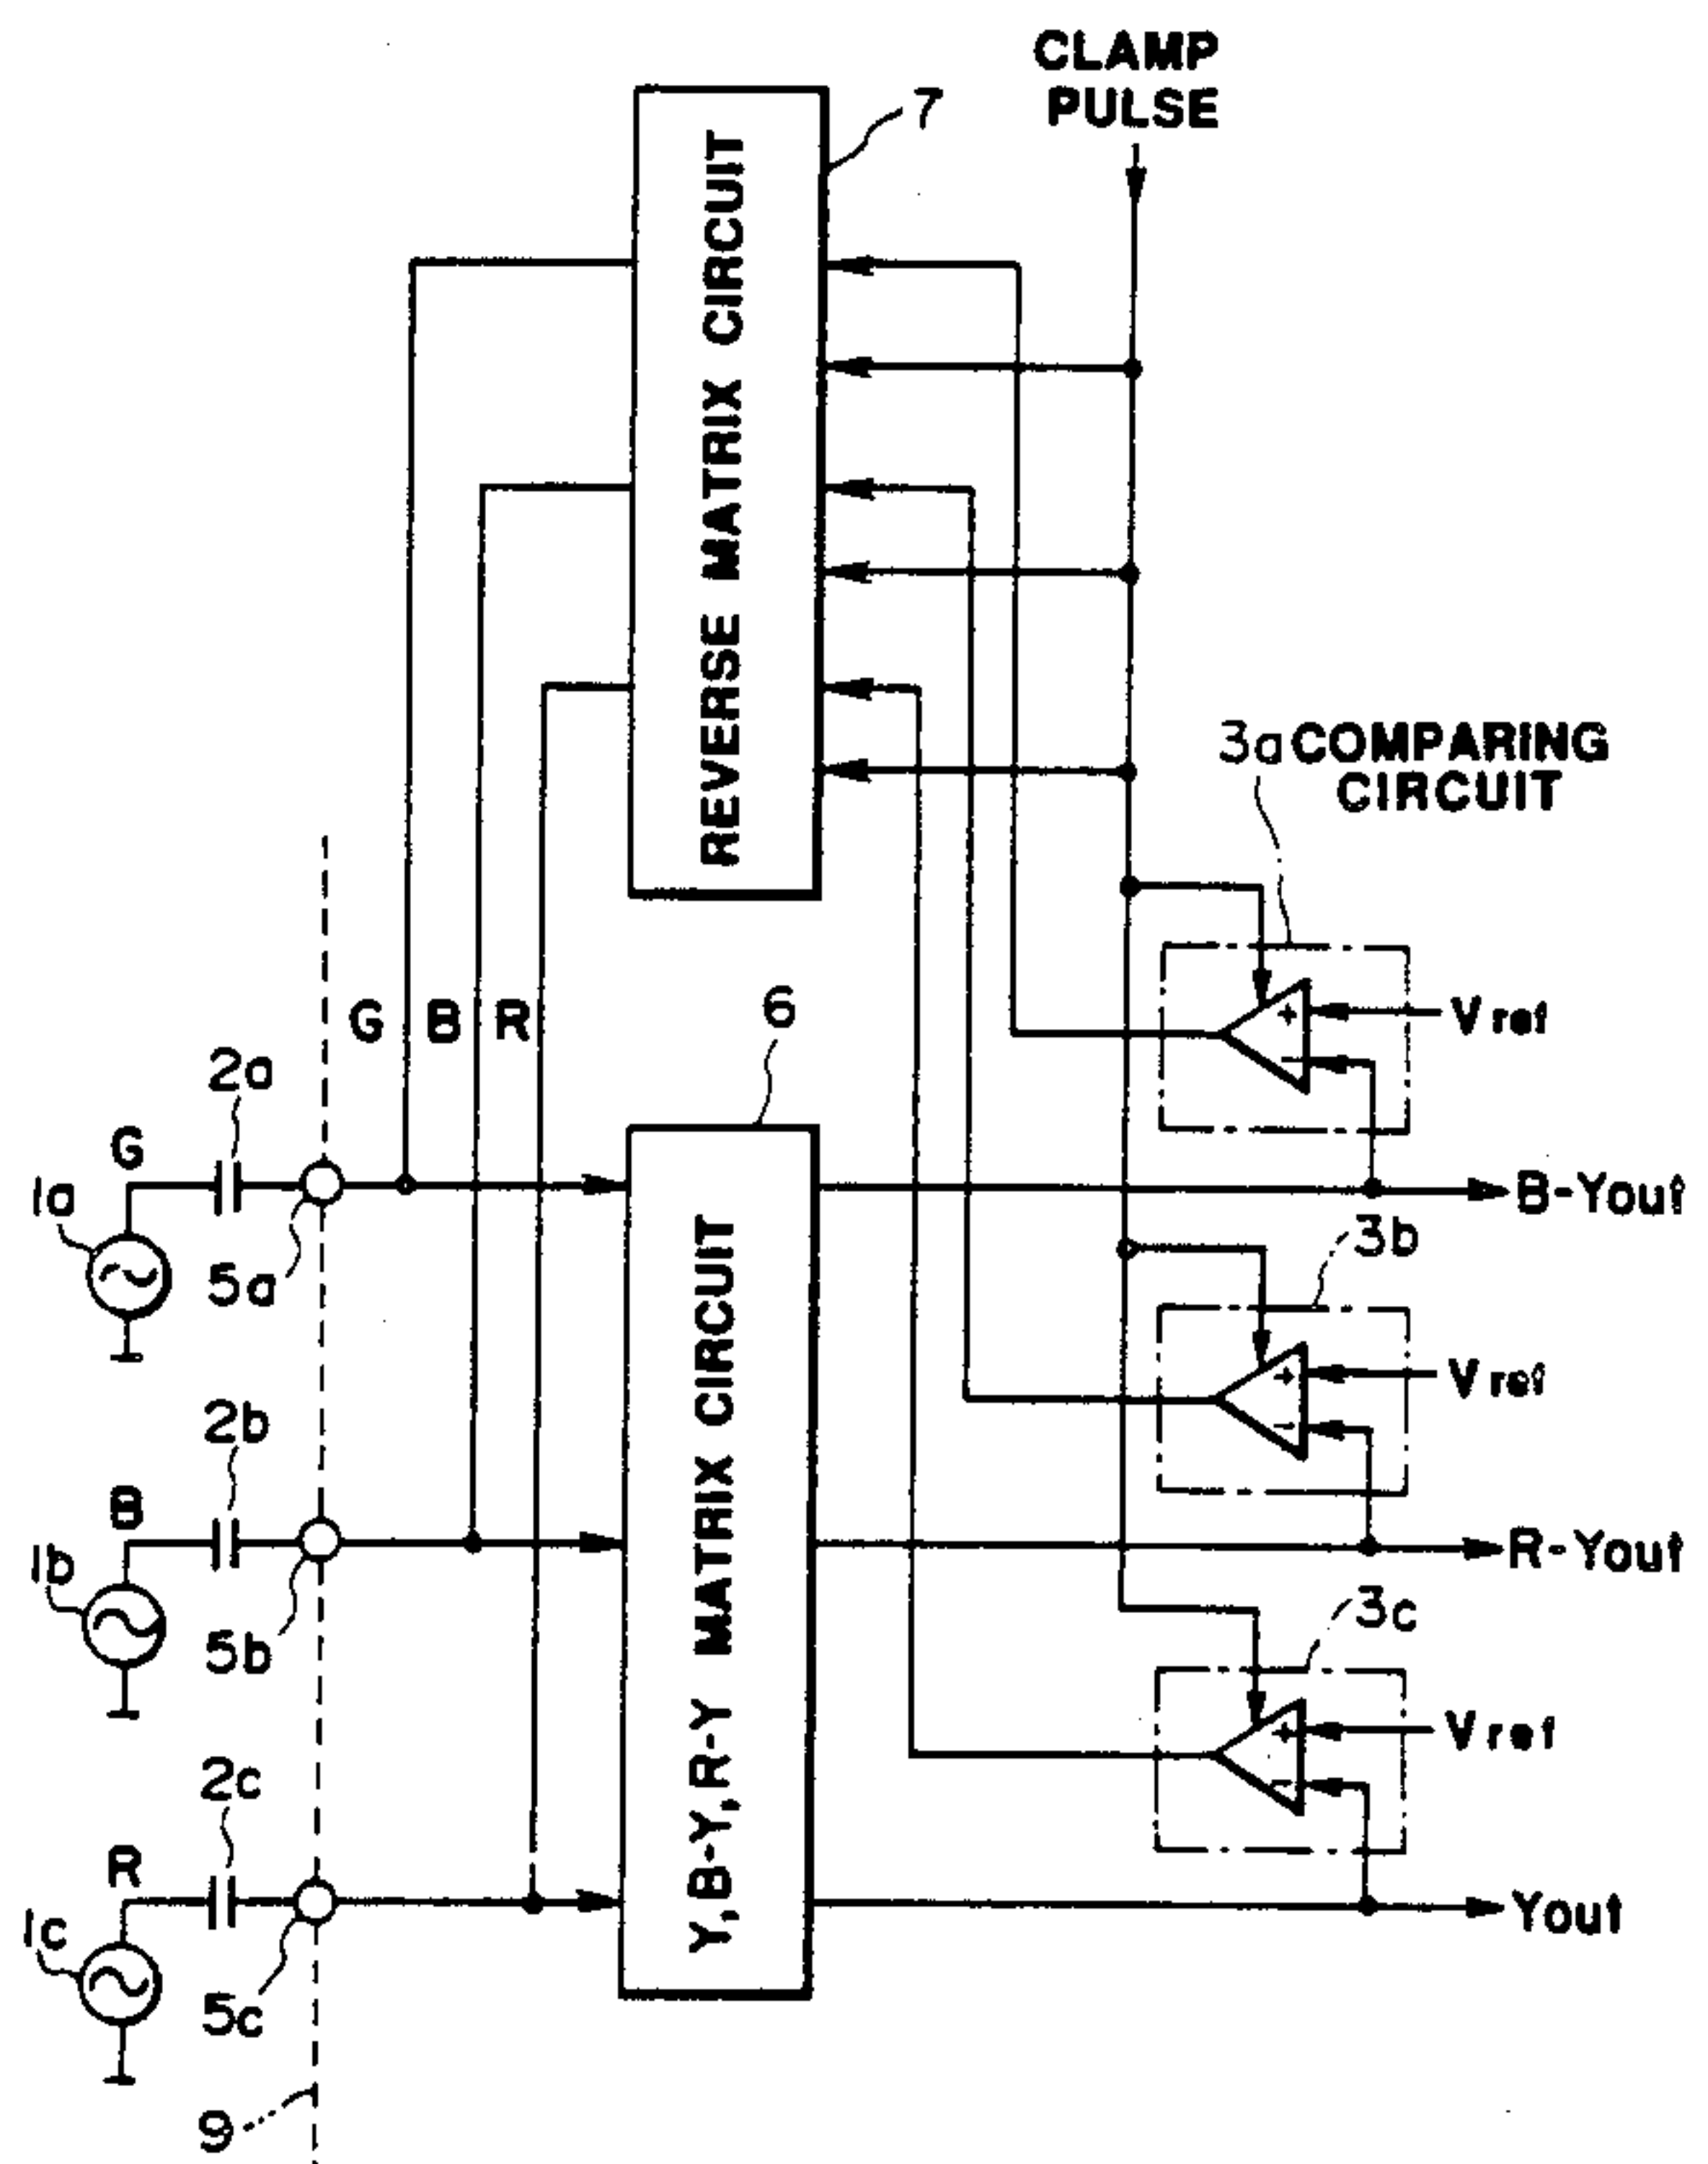 CLAMP
PULSE
7
REVERSE MATRIX CIRCUIT
3a COMPARING
CIRCUIT
G B R
6
Vref
2a
G
1a
5a
B-Yout
3b
Y, B-Y, R-Y MATRIX CIRCUIT
Vref
2b
B
1b
5b
R-Yout
3c
Vref
2c
R
1c
5c
Yout
9